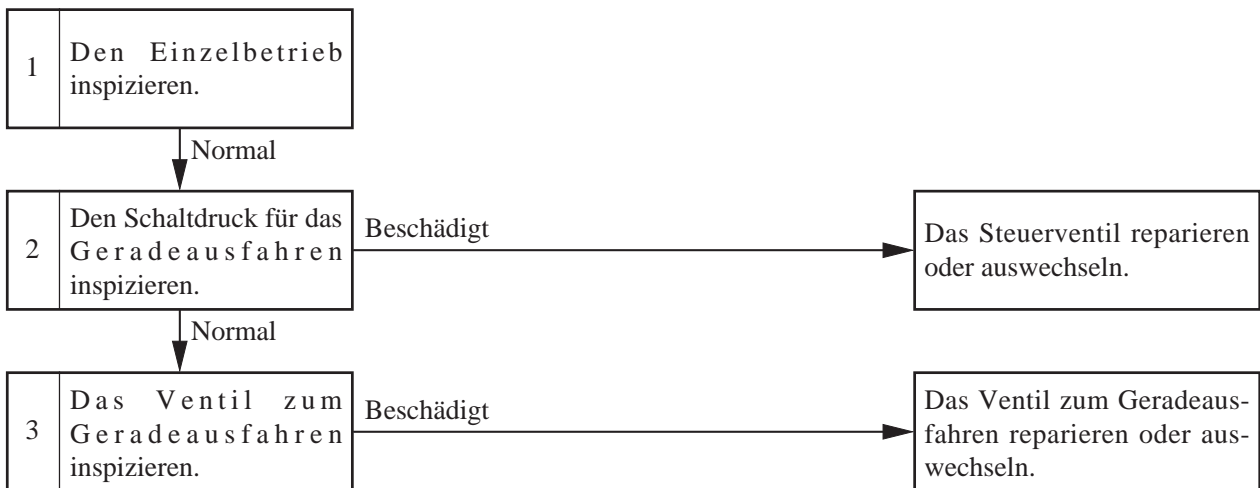 1
Den Einzelbetrieb
inspizieren.
Normal
2
Den Schaltdruck für das
Geradeausfahren
inspizieren.
Beschädigt
Das Steuerventil reparieren
oder auswechseln.
Normal
3
Das Ventil zum
Geradeausfahren
inspizieren.
Beschädigt
Das Ventil zum Geradeaus-
fahren reparieren oder aus-
wechseln.